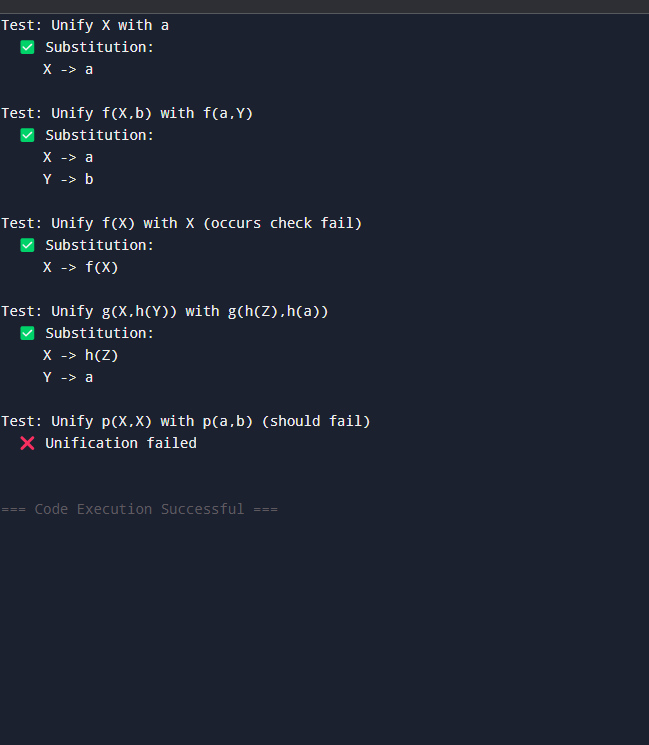 Test: Unify X with a
✅ Substitution:
X -> a
Test: Unify f(X,b) with f(a,Y)
✅ Substitution:
X -> a
Y -> b
Test: Unify f(X) with X (occurs check fail)
✅ Substitution:
X -> f(X)
Test: Unify g(X,h(Y)) with g(h(Z),h(a))
✅ Substitution:
X -> h(Z)
Y -> a
Test: Unify p(X,X) with p(a,b) (should fail)
❌ Unification failed
=== Code Execution Successful ===